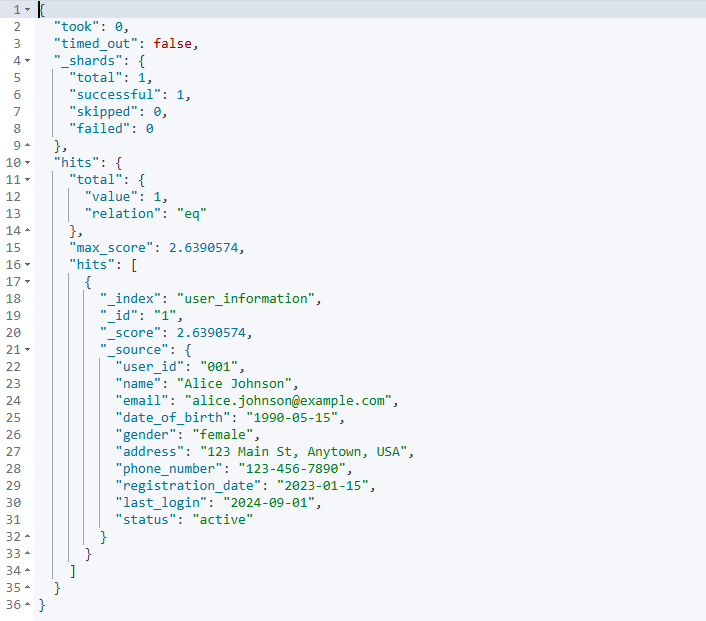 1 {
2   "took": 0,
3   "timed_out": false,
4   "_shards": {
5     "total": 1,
6     "successful": 1,
7     "skipped": 0,
8     "failed": 0
9   },
10   "hits": {
11     "total": {
12       "value": 1,
13       "relation": "eq"
14     },
15     "max_score": 2.6390574,
16     "hits": [
17       {
18         "_index": "user_information",
19         "_id": "1",
20         "_score": 2.6390574,
21         "_source": {
22           "user_id": "001",
23           "name": "Alice Johnson",
24           "email": "alice.johnson@example.com",
25           "date_of_birth": "1990-05-15",
26           "gender": "female",
27           "address": "123 Main St, Anytown, USA",
28           "phone_number": "123-456-7890",
29           "registration_date": "2023-01-15",
30           "last_login": "2024-09-01",
31           "status": "active"
32         }
33       }
34     ]
35   }
36 }